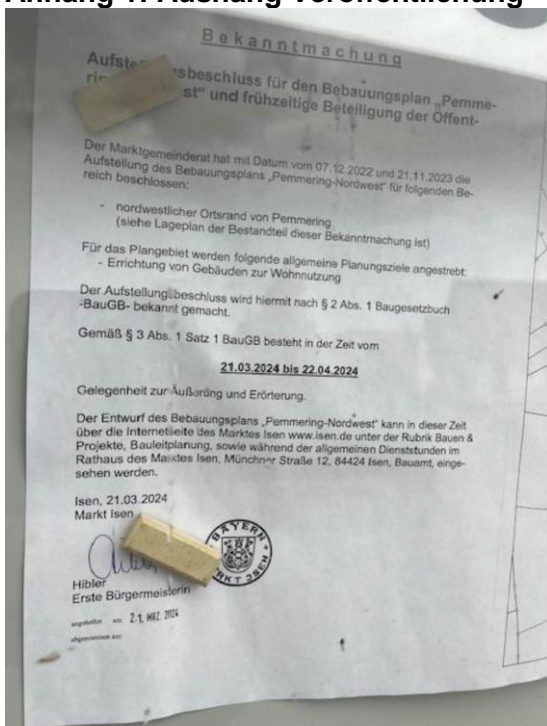 Anhang 1: Aushang Veröffentlichung
Bekanntmachung
Aufste sbeschluss für den Bebauungsplan „Pemme-
rin st" und frühzeitige Beteiligung der Öffent-
Der Marktgemeinderat hat mit Datum vom 07.12.2022 und 21.11.2023 die
Aufstellung des Bebauungsplans „Pemmering-Nordwest" für folgenden Be-
reich beschlossen:
- nordwestlicher Ortsrand von Pemmering
(siehe Lageplan der Bestandteil dieser Bekanntmachung ist)
Für das Plangebiet werden folgende allgemeine Planungsziele angestrebt:
- Errichtung von Gebäuden zur Wohnnutzung
Der Aufstellungsbeschluss wird hiermit nach § 2 Abs. 1 Baugesetzbuch
-BauGB- bekannt gemacht.
Gemäß § 3 Abs. 1 Satz 1 BauGB besteht in der Zeit vom
21.03.2024 bis 22.04.2024
Gelegenheit zur Äußerung und Erörterung.
Der Entwurf des Bebauungsplans „Pemmering-Nordwest" kann in dieser Zeit
über die Internetseite des Marktes Isen www.isen.de unter der Rubrik Bauen &
Projekte, Bauleitplanung, sowie während der allgemeinen Dienststunden im
Rathaus des Marktes Isen, Münchner Straße 12, 84424 Isen, Bauamt, einge-
sehen werden.
Isen, 21.03.2024
Markt Isen
BAYERN
MARKT ISEN
Hibler
Erste Bürgermeisterin
angeheftet am: 21. MRZ. 2024
abgenommen am: